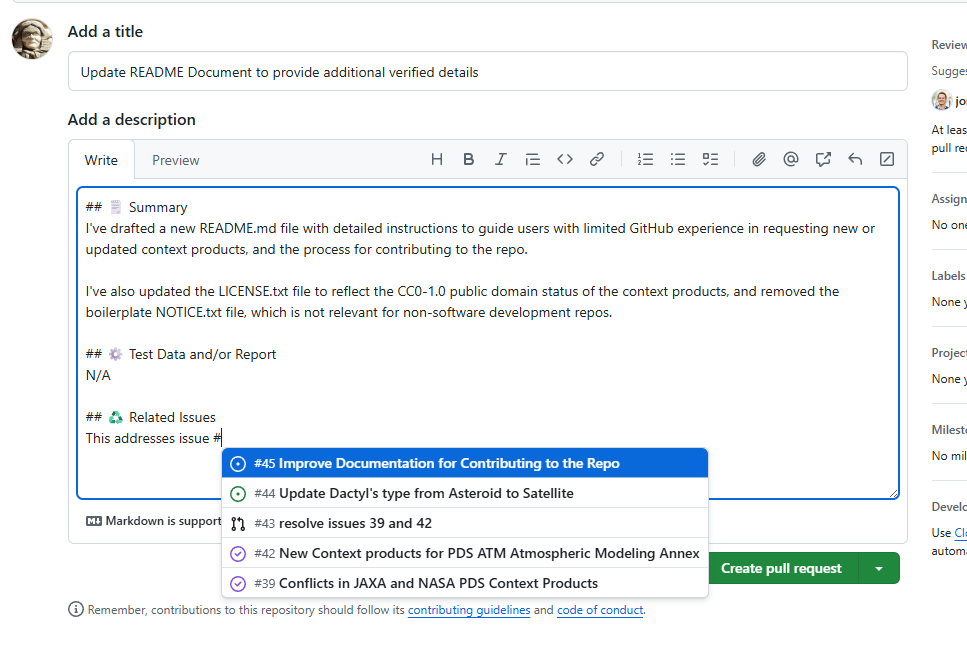 Add a title
Update README Document to provide additional verified details
Add a description
Write Preview
## Summary
I've drafted a new README.md file with detailed instructions to guide users with limited GitHub experience in requesting new or
updated context products, and the process for contributing to the repo.
I've also updated the LICENSE.txt file to reflect the CC0-1.0 public domain status of the context products, and removed the
boilerplate NOTICE.txt file, which is not relevant for non-software development repos.
## Test Data and/or Report
N/A
## Related Issues
This addresses issue #
#45 Improve Documentation for Contributing to the Repo
#44 Update Dactyl's type from Asteroid to Satellite
#43 resolve issues 39 and 42
#42 New Context products for PDS ATM Atmospheric Modeling Annex
#39 Conflicts in JAXA and NASA PDS Context Products
Markdown is support
Create pull request
Remember, contributions to this repository should follow its contributing guidelines and code of conduct.
Review
Sugges
jo
At leas
pull rec
Assign
No one
Labels
None y
Project
None y
Milest
No mil
Develo
Use Cl
automa